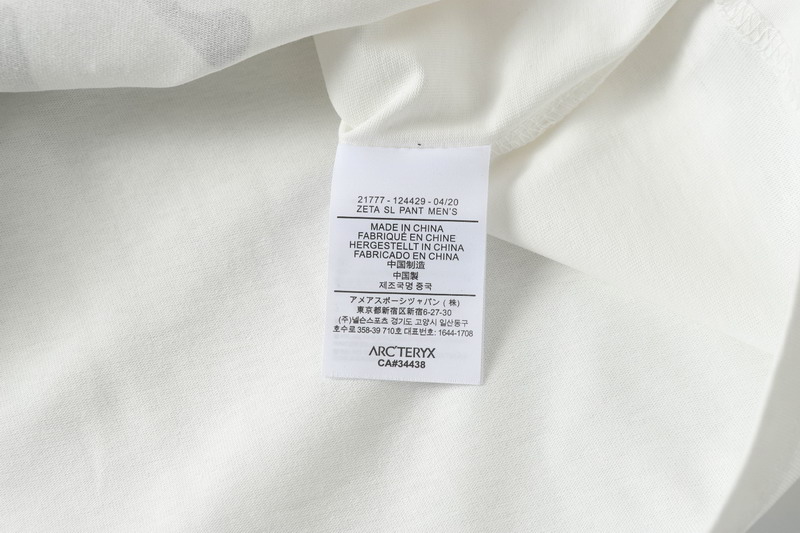 21777 - 124429 - 04/20
ZETA SL PANT MEN'S
MADE IN CHINA
FABRIQUÉ EN CHINE
HERGESTELLT IN CHINA
FABRICADO EN CHINA
中国制造
中国製
제조국명 중국
アメアスポーシツャパン (株)
東京都新宿区新宿6-27-30
(주)넬슨스포츠 경기도 고양시 일산동구
호수로 358-39 710호 대표번호: 1644-1708
ARC'TERYX
CA#34438